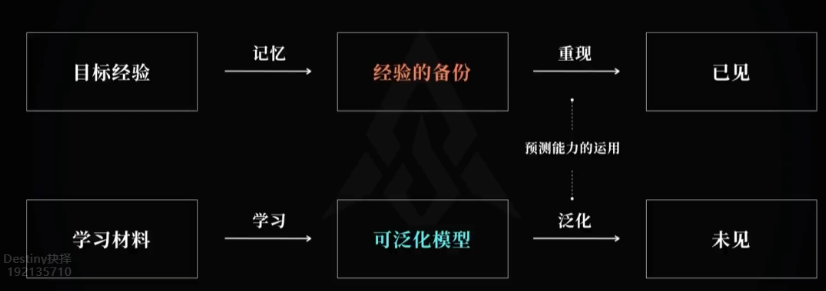 目标经验
记忆
经验的备份
重现
已见
预测能力的运用
学习材料
学习
可泛化模型
泛化
未见
Destiny抉择
192135710